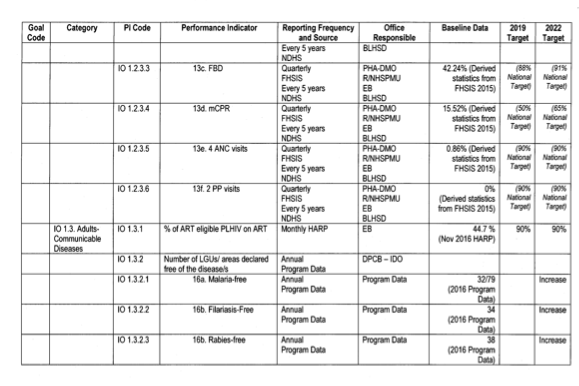 Goal Code Category PI Code Performance Indicator Reporting Frequency and Source Office Responsible Baseline Data 2019 Target 2022 Target
Every 5 years BLHSD
NDHS
IO 1.2.3.3 13c. FBD Quarterly PHA-DMO 42.24% (Derived (88% (91%
FHSIS R/NHSPMU statistics from National National
Every 5 years EB FHSIS 2015) Target) Target)
NDHS BLHSD
IO 1.2.3.4 13d. mCPR Quarterly PHA-DMO 15.52% (Derived (50% (65%
FHSIS R/NHSPMU statistics from National National
Every 5 years EB FHSIS 2015) Target) Target)
NDHS BLHSD
IO 1.2.3.5 13e. 4 ANC visits Quarterly PHA-DMO 0.86% (Derived (90% (90%
FHSIS R/NHSPMU statistics from National National
Every 5 years EB FHSIS 2015) Target) Target)
NDHS BLHSD
IO 1.2.3.6 13f. 2 PP visits Quarterly PHA-DMO 0% (90% (90%
FHSIS R/NHSPMU (Derived statistics National National
Every 5 years EB from FHSIS 2015) Target) Target)
NDHS BLHSD
IO 1.3. Adults- IO 1.3.1 % of ART eligible PLHIV on ART Monthly HARP EB 44.7 % 90% 90%
Communicable (Nov 2016 HARP)
Diseases
IO 1.3.2 Number of LGUs/ areas declared Annual DPCB – IDO
free of the disease/s Program Data
IO 1.3.2.1 16a. Malaria-free Annual Program Data 32/79 Increase
Program Data (2016 Program
Data)
IO 1.3.2.2 16b. Filariasis-Free Annual Program Data 34 Increase
Program Data (2016 Program
Data)
IO 1.3.2.3 16b. Rabies-free Annual Program Data 38 Increase
Program Data (2016 Program
Data)